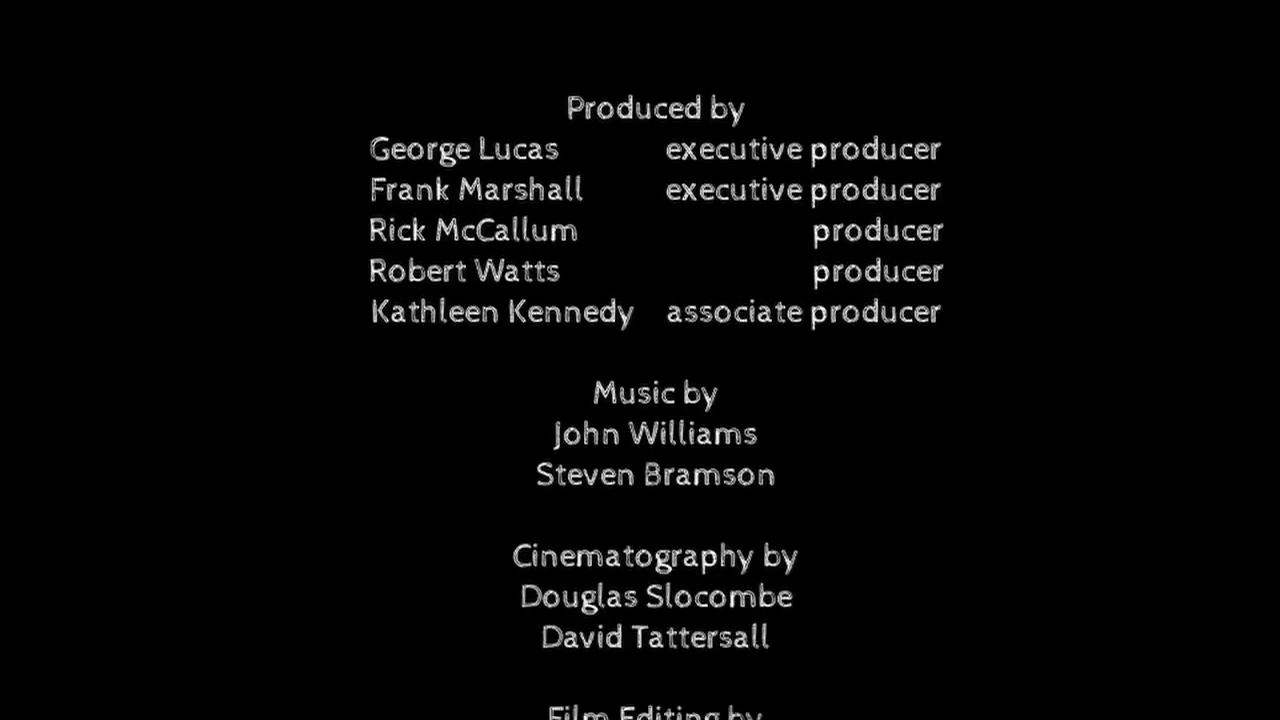 Produced by
George Lucas executive producer
Frank Marshall executive producer
Rick McCallum producer
Robert Watts producer
Kathleen Kennedy associate producer
Music by
John Williams
Steven Bramson
Cinematography by
Douglas Slocombe
David Tattersall
Film Editing by